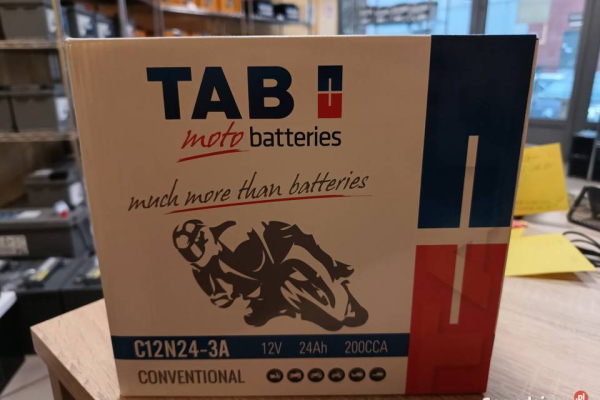 TAB
moto batteries
much more than batteries
C12N24-3A 12V 24Ah 200CCA
CONVENTIONAL